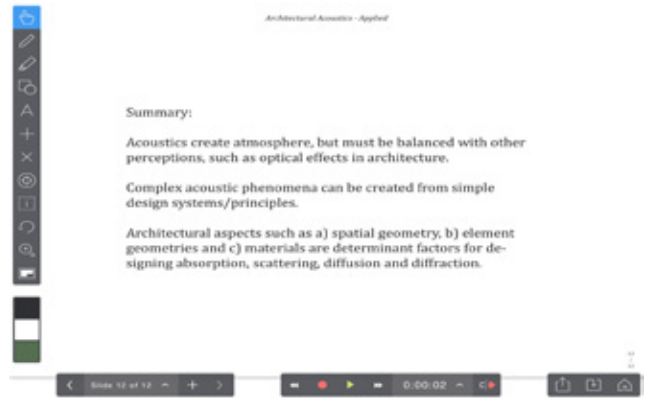 Architectural Acoustics - Applied
Summary:
Acoustics create atmosphere, but must be balanced with other
perceptions, such as optical effects in architecture.
Complex acoustic phenomena can be created from simple
design systems/principles.
Architectural aspects such as a) spatial geometry, b) element
geometries and c) materials are determinant factors for de-
signing absorption, scattering, diffusion and diffraction.
Slide 12 of 12
0:00:02